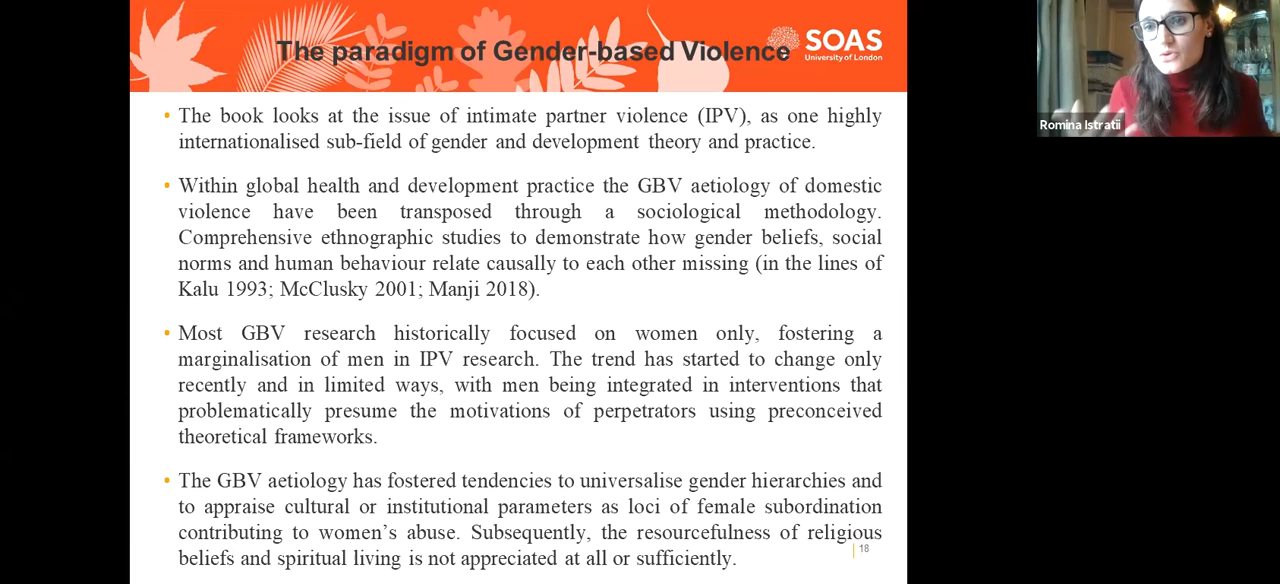 The paradigm of Gender-based Violence
SOAS
University of London
Romina Istratii
• The book looks at the issue of intimate partner violence (IPV), as one highly
internationalised sub-field of gender and development theory and practice.
• Within global health and development practice the GBV aetiology of domestic
violence have been transposed through a sociological methodology.
Comprehensive ethnographic studies to demonstrate how gender beliefs, social
norms and human behaviour relate causally to each other missing (in the lines of
Kalu 1993; McClusky 2001; Manji 2018).
• Most GBV research historically focused on women only, fostering a
marginalisation of men in IPV research. The trend has started to change only
recently and in limited ways, with men being integrated in interventions that
problematically presume the motivations of perpetrators using preconceived
theoretical frameworks.
• The GBV aetiology has fostered tendencies to universalise gender hierarchies and
to appraise cultural or institutional parameters as loci of female subordination
contributing to women's abuse. Subsequently, the resourcefulness of religious
beliefs and spiritual living is not appreciated at all or sufficiently.
18